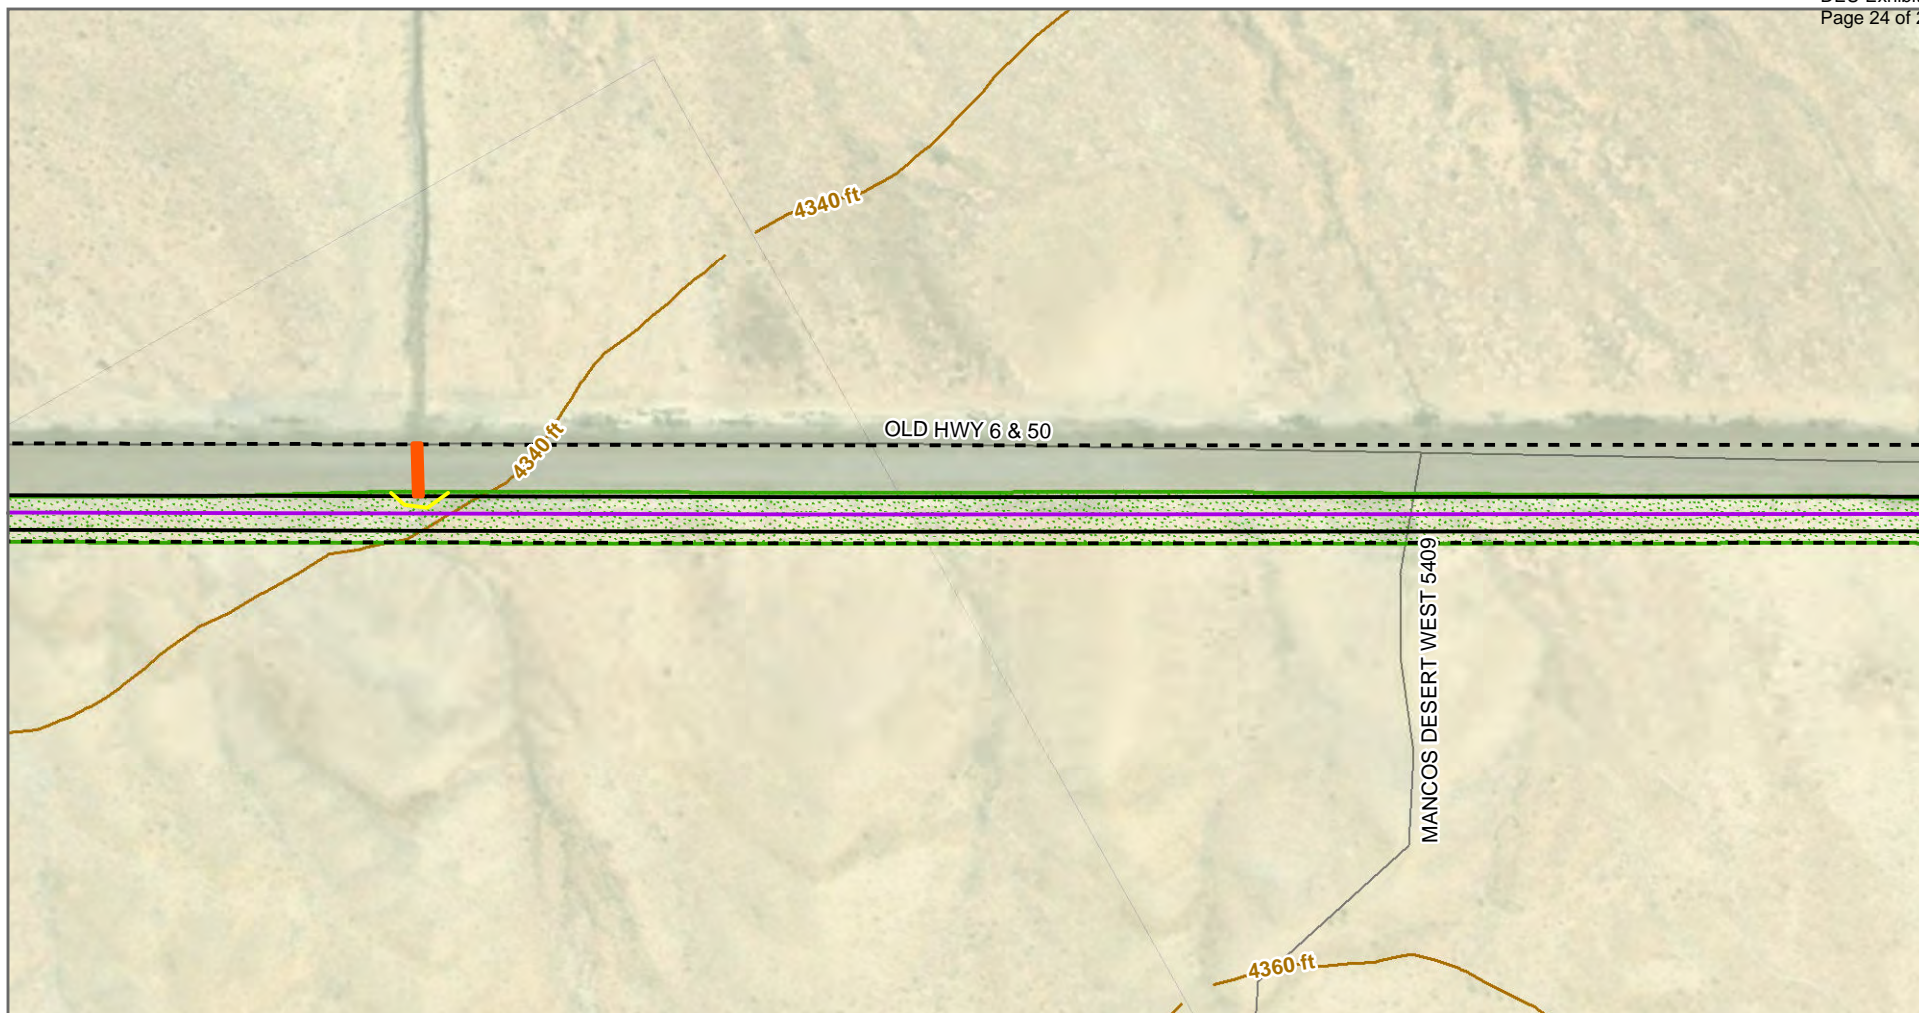 Page 24 of
4340 ft
OLD HWY 6 & 50
4340 ft
MANCOS DESERT WEST 5409
4360 ft